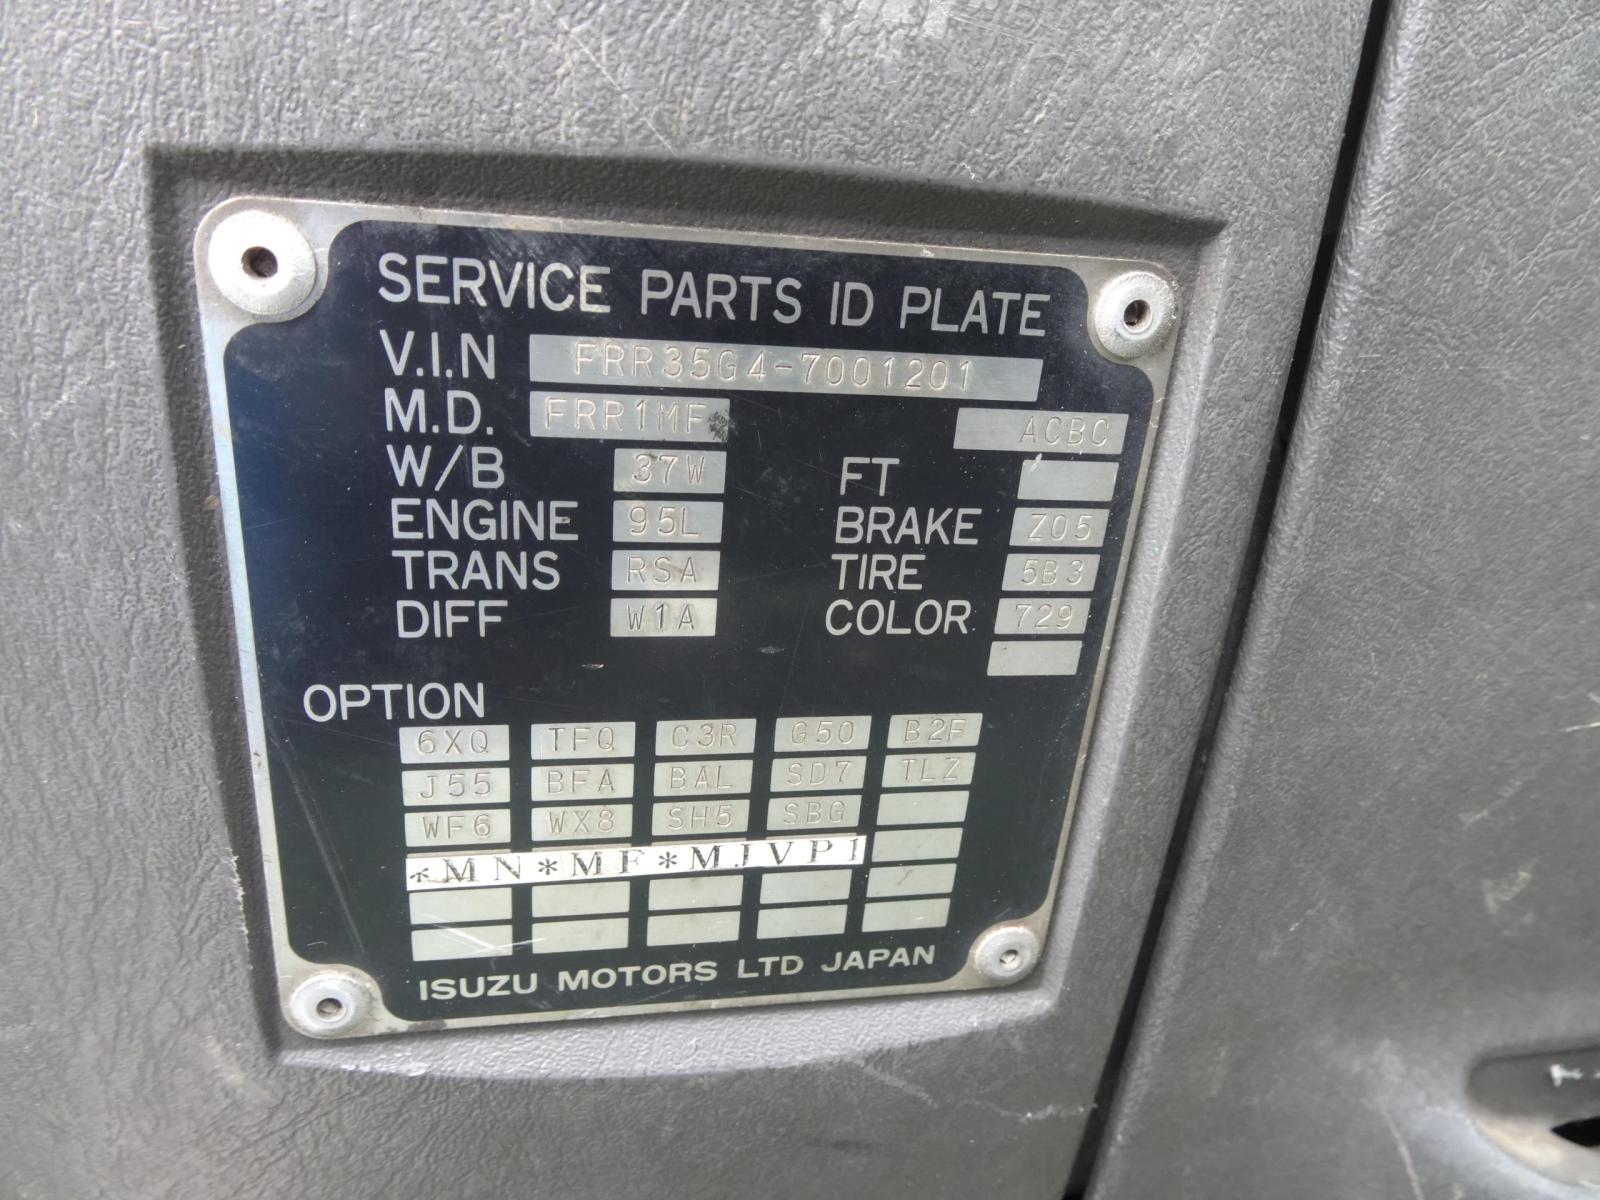 SERVICE PARTS ID PLATE
V.I.N FRR35G4-7001201
M.D. FRR1MF ACBC
W/B 37W FT
ENGINE 95L BRAKE Z05
TRANS RSA TIRE 5B3
DIFF W1A COLOR 729
OPTION
6XQ TFQ C3R G50 B2F
J55 BFA BAL SD7 TLZ
WF6 WX8 SH5 SBG
*MN*MF*MJVP1
ISUZU MOTORS LTD JAPAN